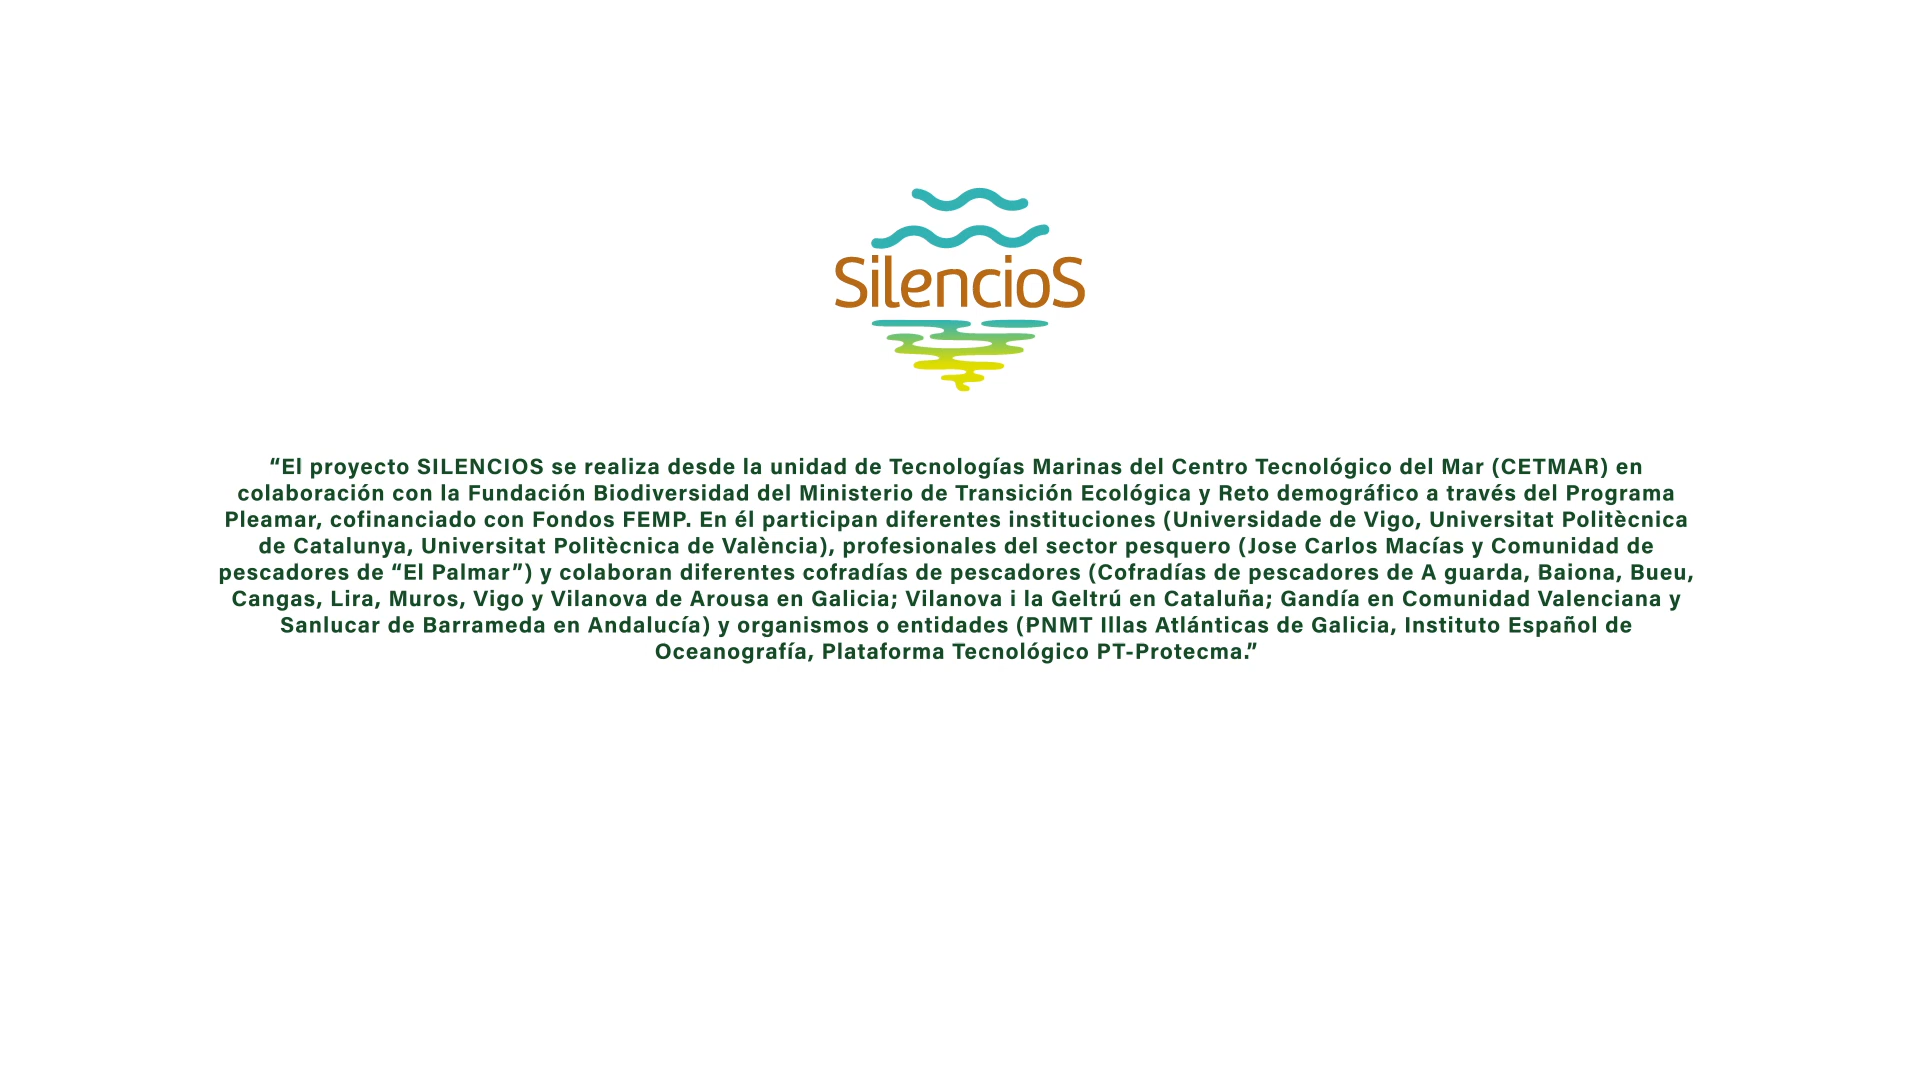 SilencioS
“El proyecto SILENCIOS se realiza desde la unidad de Tecnologías Marinas del Centro Tecnológico del Mar (CETMAR) en
colaboración con la Fundación Biodiversidad del Ministerio de Transición Ecológica y Reto demográfico a través del Programa
Pleamar, cofinanciado con Fondos FEMP. En él participan diferentes instituciones (Universidade de Vigo, Universitat Politècnica
de Catalunya, Universitat Politècnica de València), profesionales del sector pesquero (Jose Carlos Macías y Comunidad de
pescadores de “El Palmar”) y colaboran diferentes cofradías de pescadores (Cofradías de pescadores de A guarda, Baiona, Bueu,
Cangas, Lira, Muros, Vigo y Vilanova de Arousa en Galicia; Vilanova i la Geltrú en Cataluña; Gandía en Comunidad Valenciana y
Sanlucar de Barrameda en Andalucía) y organismos o entidades (PNMT Illas Atlánticas de Galicia, Instituto Español de
Oceanografía, Plataforma Tecnológico PT-Protecma.”